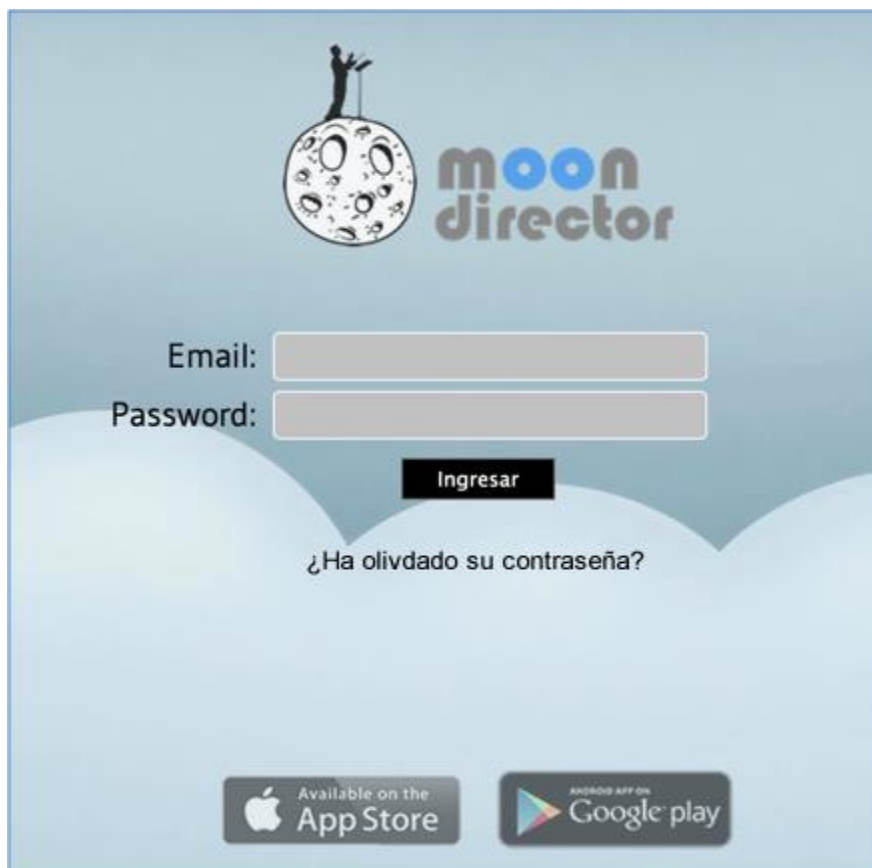 moon
director
Email:
Password:
Ingresar
¿Ha olivdado su contraseña?
Available on the
App Store
ANDROID APP ON
Google play